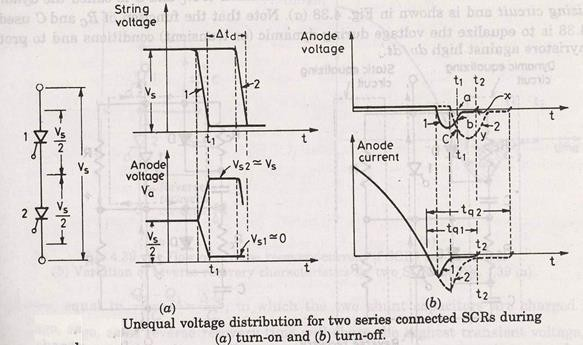 String
voltage
Δtd
Vs
1
2
t1
t
Anode
voltage
Va
Vs2 ≃ Vs
Vs/2
Vs1 ≃ 0
t1
t
1
Vs/2
Vs
2
Vs/2
Anode
voltage
t1 t2
a
x
1
b
2
C
y
t
t1
Anode
current
tq2
tq1
t2
1
2
t
t2
(a)
(b)
Unequal voltage distribution for two series connected SCRs during
(a) turn-on and (b) turn-off.